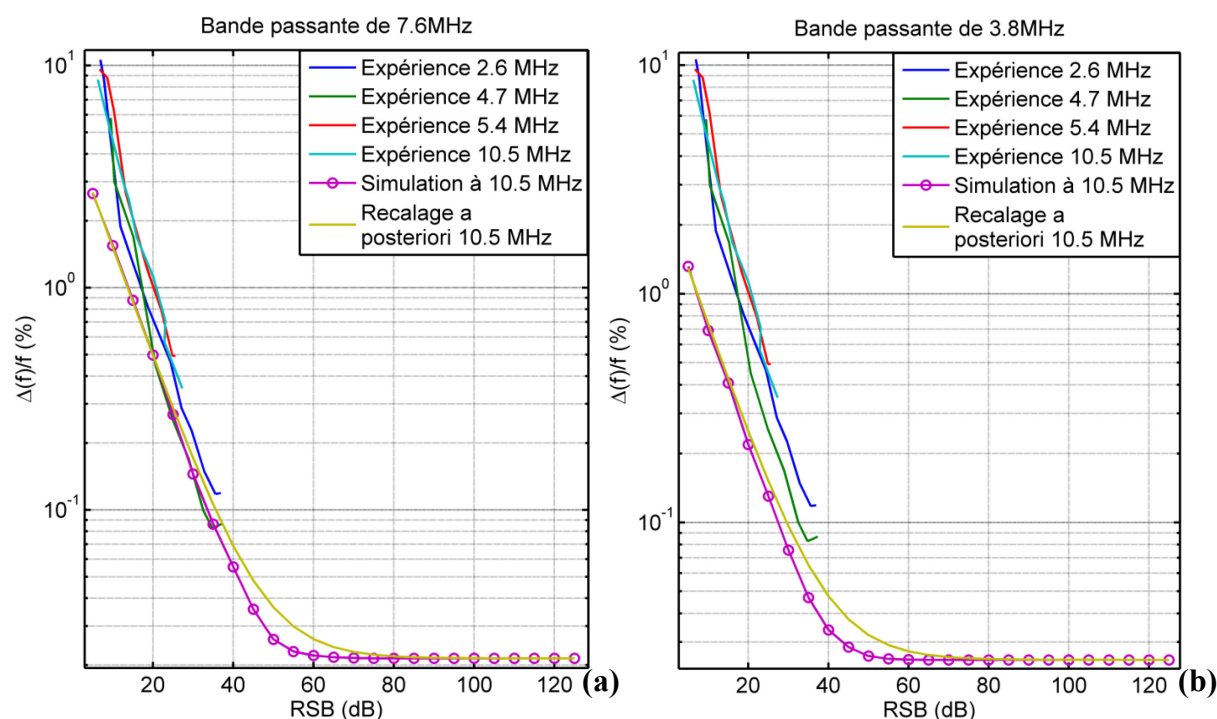 Bande passante de 7.6MHz
10^1
10^0
10^-1
Δ(f)/f (%)
Expérience 2.6 MHz
Expérience 4.7 MHz
Expérience 5.4 MHz
Expérience 10.5 MHz
Simulation à 10.5 MHz
Recalage a
posteriori 10.5 MHz
20 40 60 80 100 120
RSB (dB)
(a)
Bande passante de 3.8MHz
10^1
10^0
10^-1
Δ(f)/f (%)
Expérience 2.6 MHz
Expérience 4.7 MHz
Expérience 5.4 MHz
Expérience 10.5 MHz
Simulation à 10.5 MHz
Recalage a
posteriori 10.5 MHz
20 40 60 80 100 120
RSB (dB)
(b)